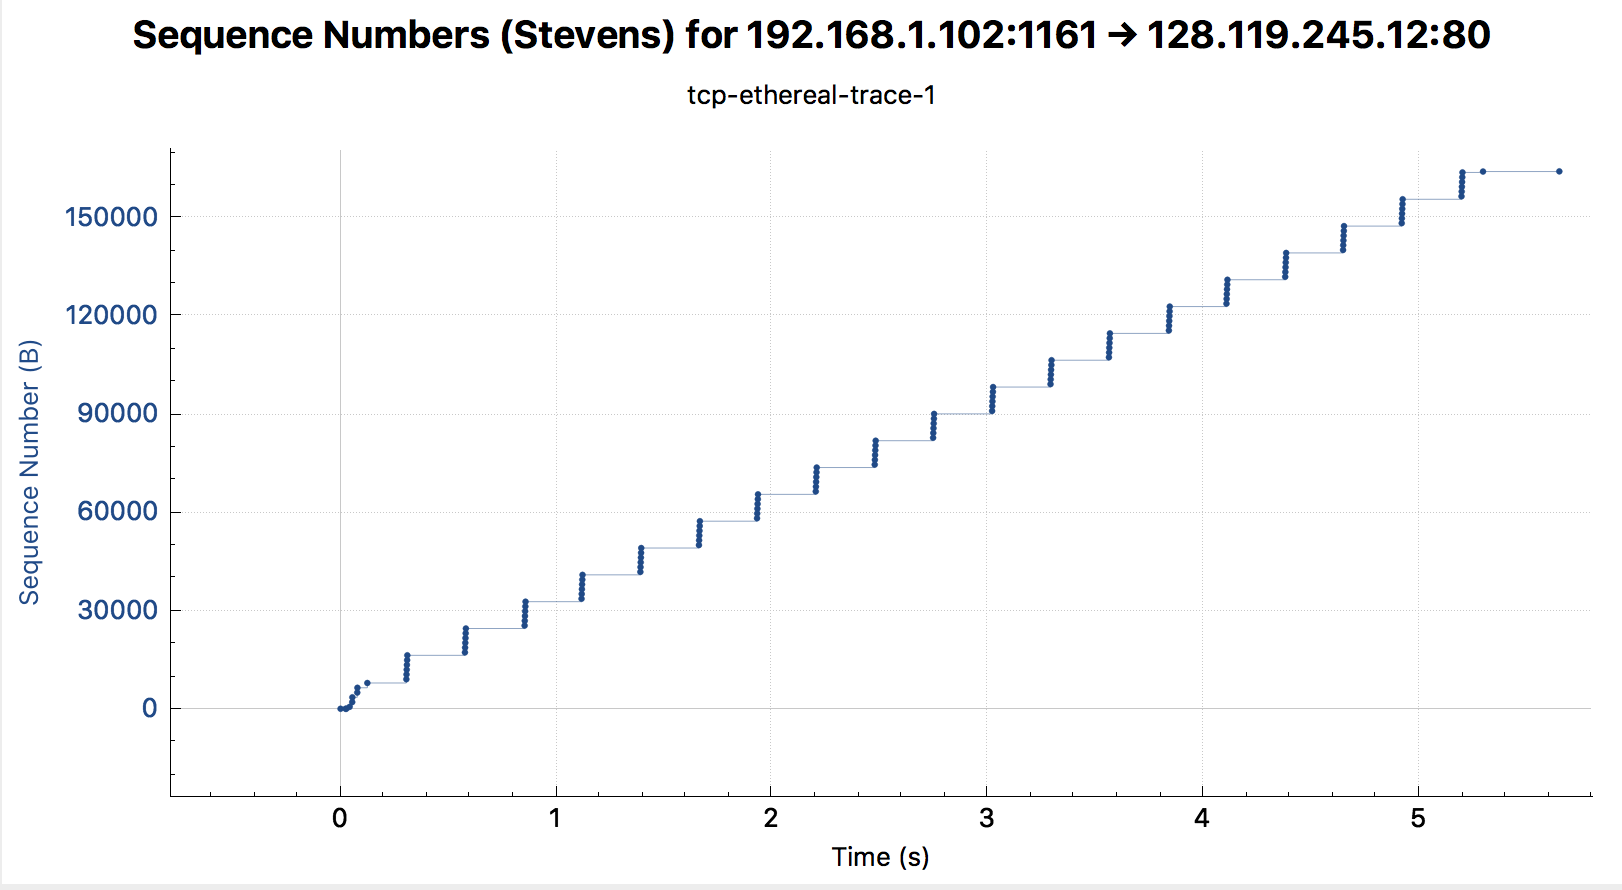 Sequence Numbers (Stevens) for 192.168.1.102:1161 → 128.119.245.12:80
tcp-ethereal-trace-1
Sequence Number (B)
150000
120000
90000
60000
30000
0
0 1 2 3 4 5
Time (s)